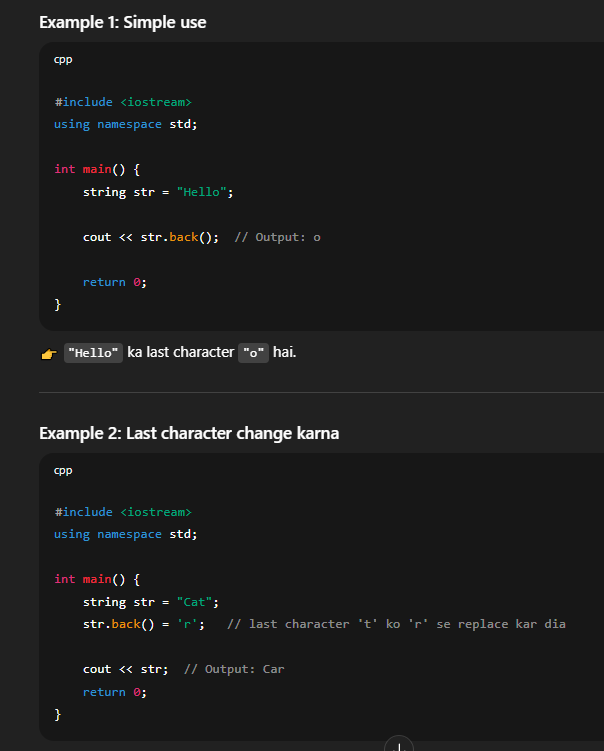 Example 1: Simple use
cpp
#include <iostream>
using namespace std;
int main() {
    string str = "Hello";
    cout << str.back();  // Output: o
    return 0;
}
👉 "Hello" ka last character "o" hai.
Example 2: Last character change karna
cpp
#include <iostream>
using namespace std;
int main() {
    string str = "Cat";
    str.back() = 'r';   // last character 't' ko 'r' se replace kar dia
    cout << str;  // Output: Car
    return 0;
}